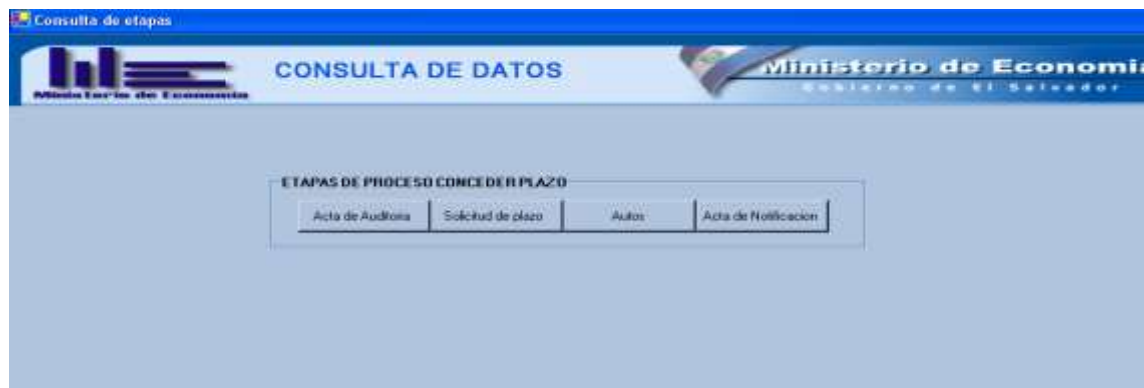 Consulta de etapas
Ministerio de Economia
CONSULTA DE DATOS
Ministerio de Economia
Gobierno de El Salvador
ETAPAS DE PROCESO CONCEDER PLAZO
Acta de Auditoria
Solicitud de plazo
Autos
Acta de Notificacion